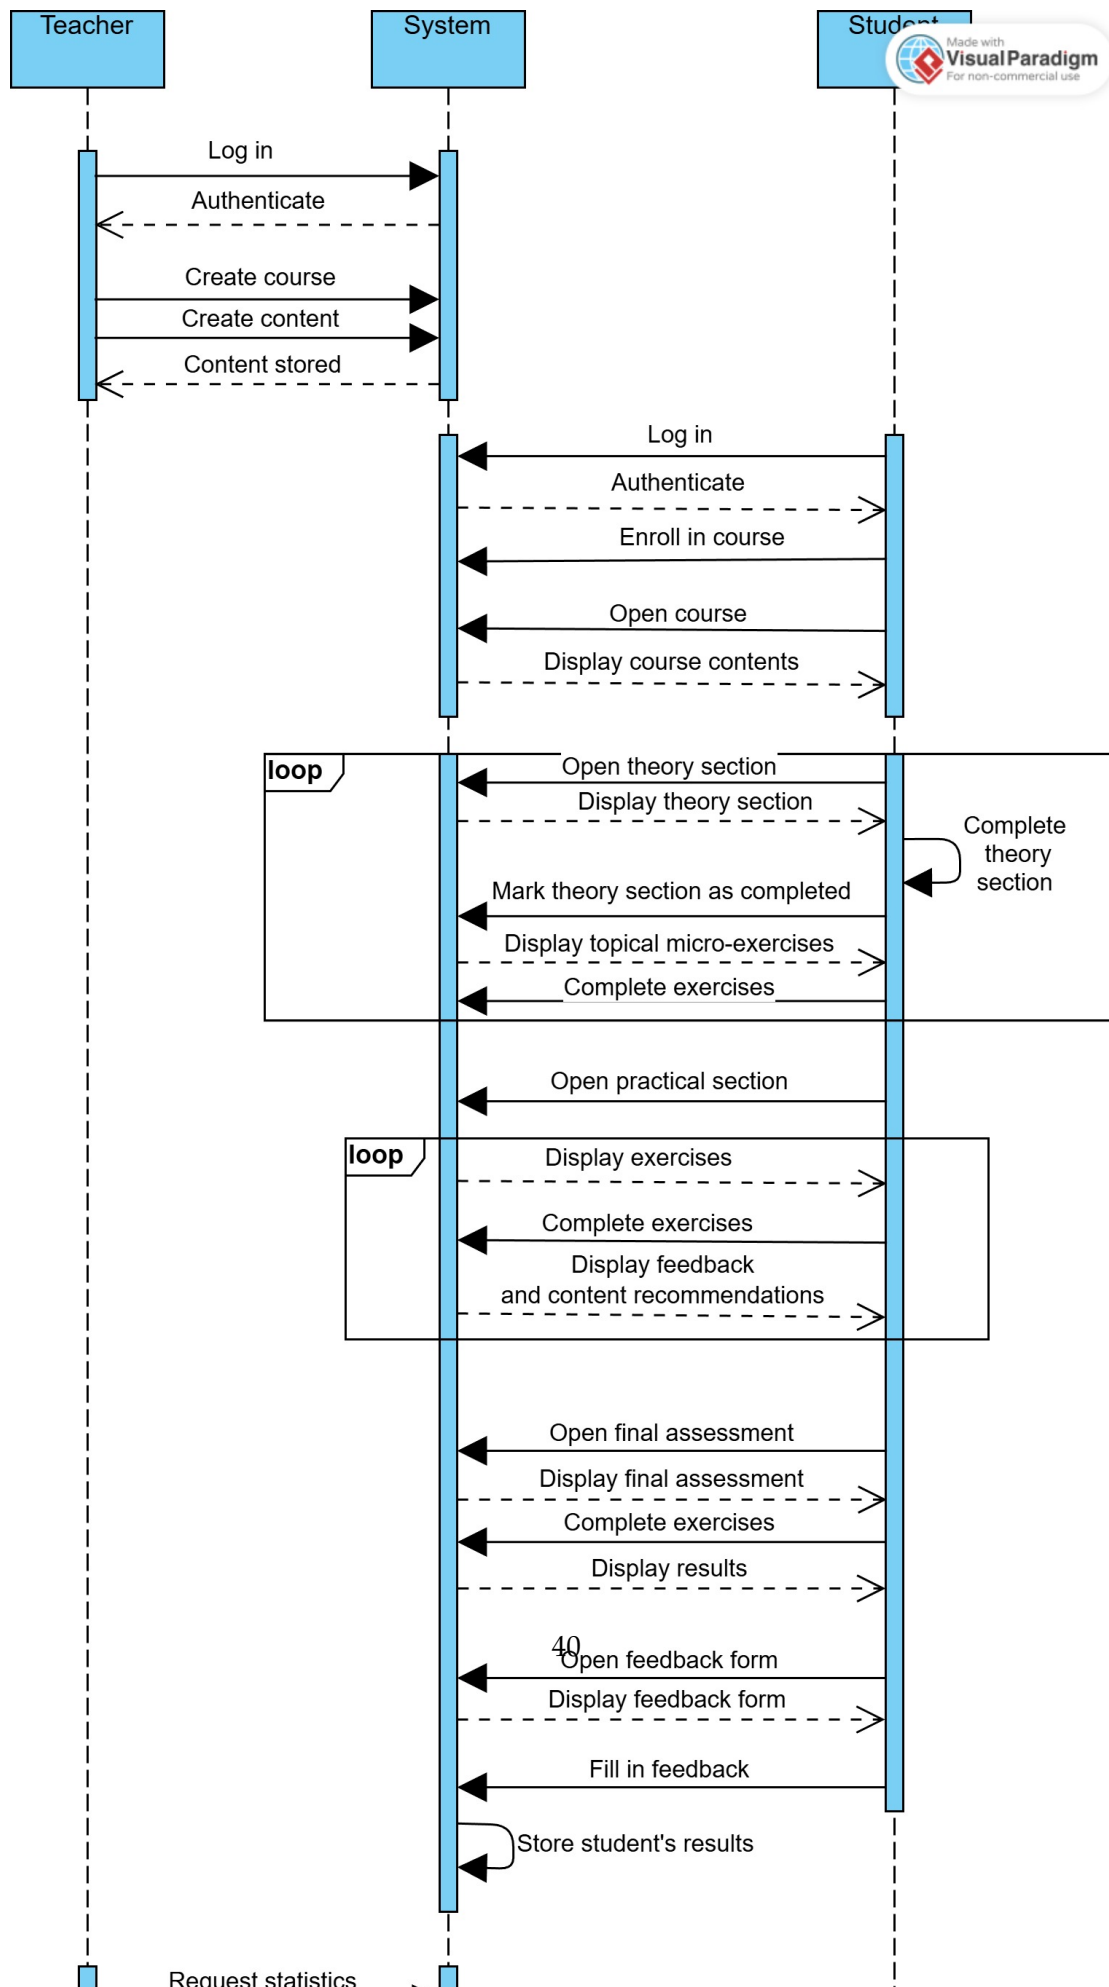 Teacher
System
Student
Made with
Visual Paradigm
For non-commercial use
Log in
Authenticate
Create course
Create content
Content stored
Log in
Authenticate
Enroll in course
Open course
Display course contents
loop
Open theory section
Display theory section
Complete
theory
section
Mark theory section as completed
Display topical micro-exercises
Complete exercises
Open practical section
loop
Display exercises
Complete exercises
Display feedback
and content recommendations
Open final assessment
Display final assessment
Complete exercises
Display results
40
Open feedback form
Display feedback form
Fill in feedback
Store student's results
Request statistics